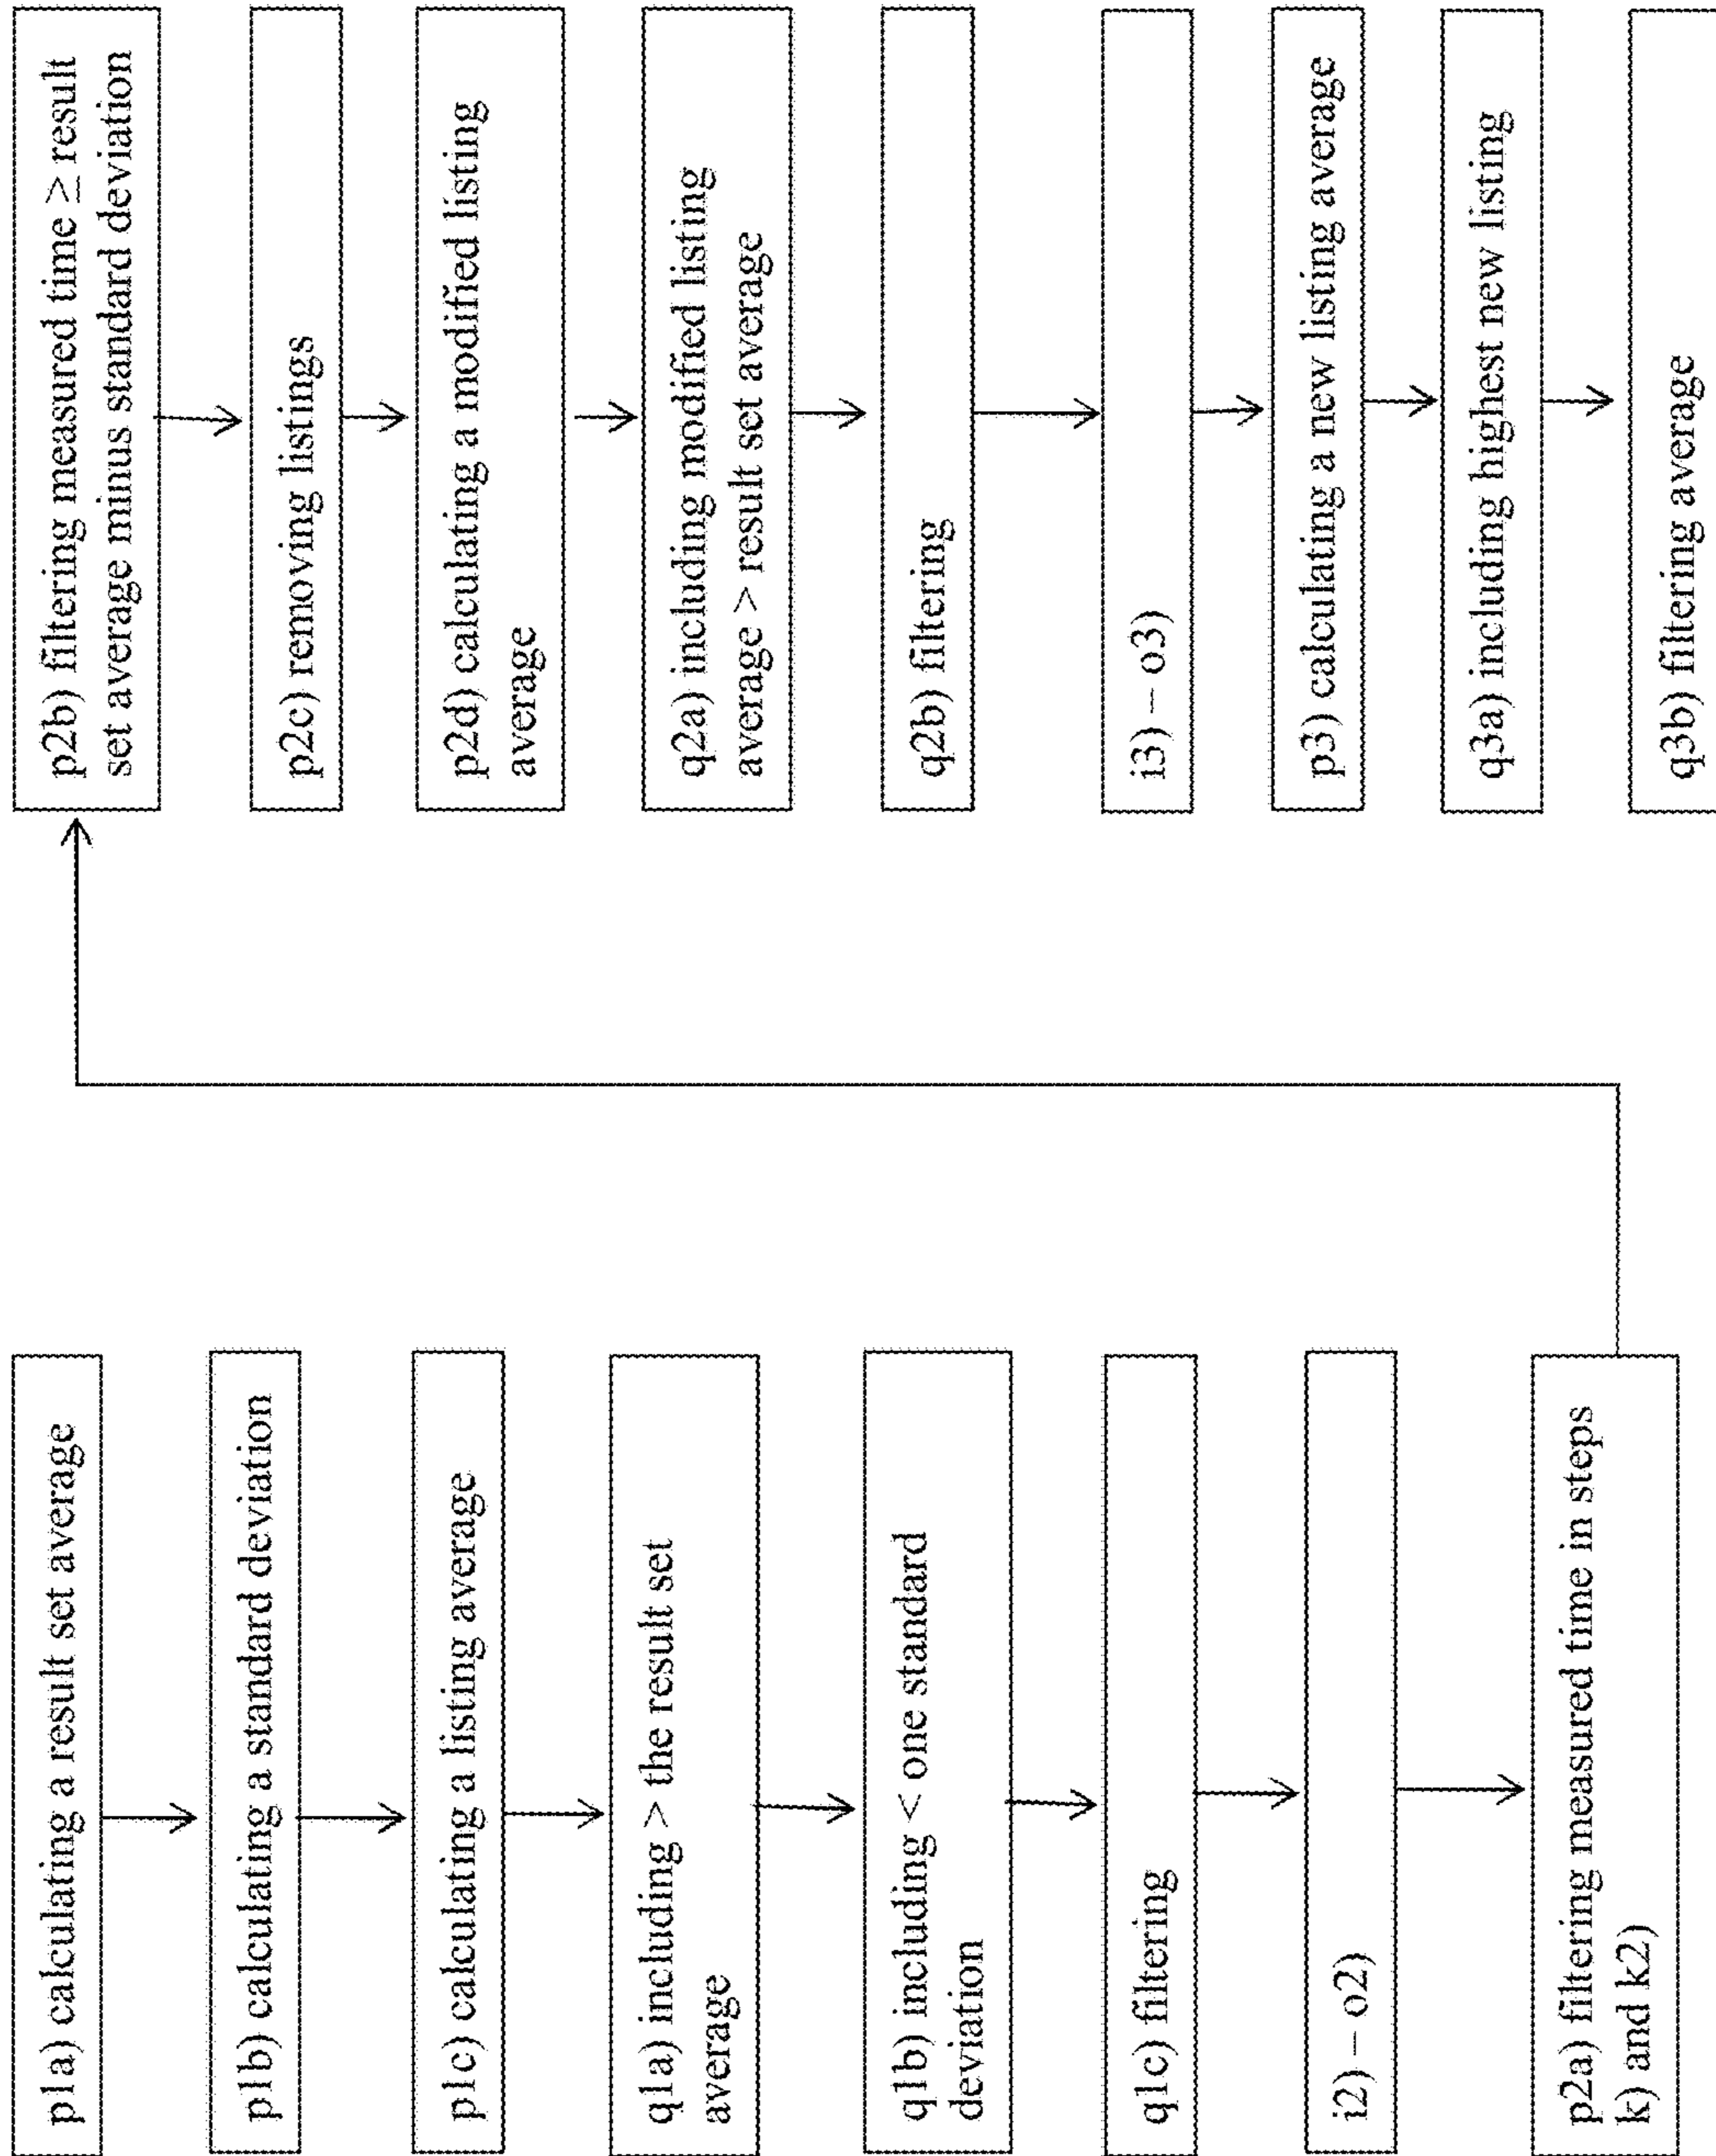 p1a) calculating a result set average
p1b) calculating a standard deviation
p1c) calculating a listing average
q1a) including > the result set
average
q1b) including < one standard
deviation
q1c) filtering
i2) – o2)
p2a) filtering measured time in steps
k) and k2)
p2b) filtering measured time ≥ result
set average minus standard deviation
p2c) removing listings
p2d) calculating a modified listing
average
q2a) including modified listing
average > result set average
q2b) filtering
i3) – o3)
p3) calculating a new listing average
q3a) including highest new listing
q3b) filtering average